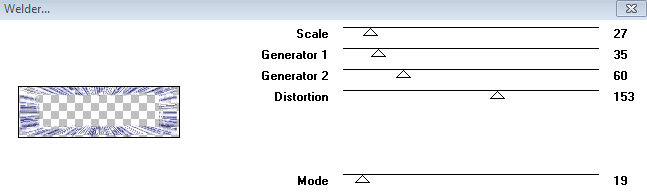 Welder...
Scale 27
Generator 1 35
Generator 2 60
Distortion 153
Mode 19